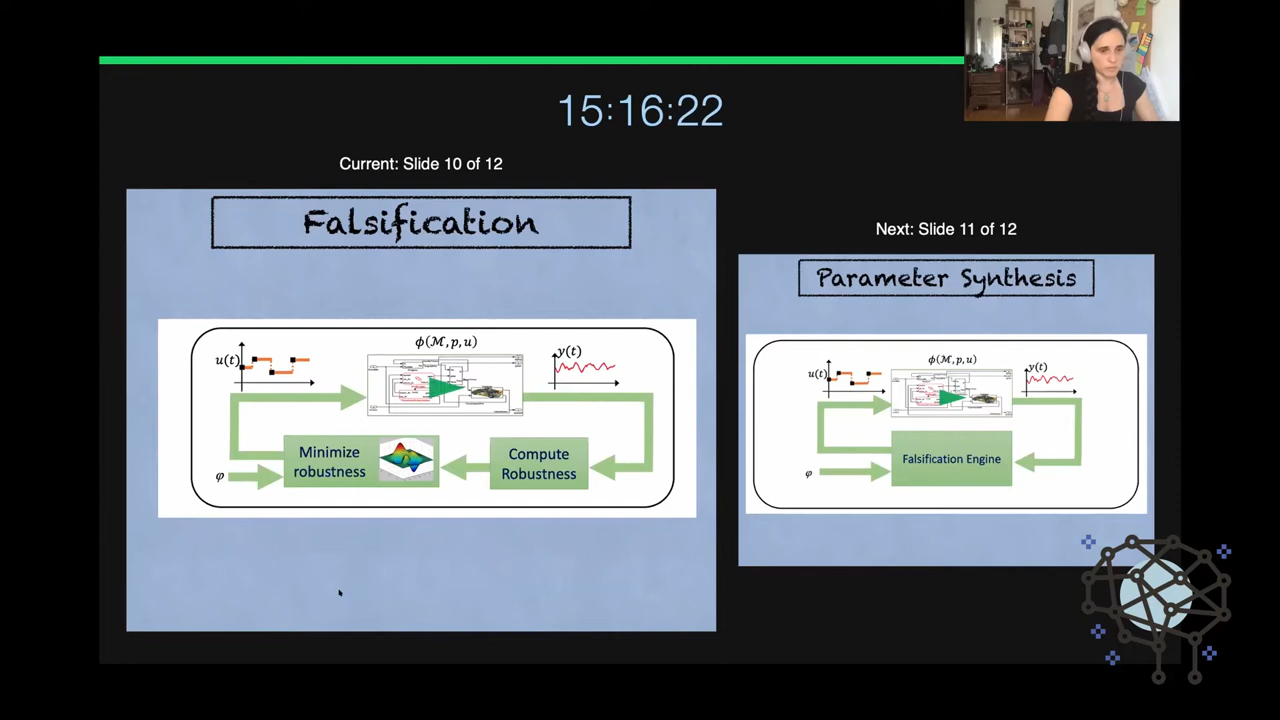 15:16:22
Current: Slide 10 of 12
Falsification
ϕ(ℳ, p, u)
u(t)
y(t)
Minimize
robustness
Compute
Robustness
φ
Next: Slide 11 of 12
Parameter Synthesis
ϕ(ℳ, p, u)
u(t)
y(t)
Falsification Engine
φ